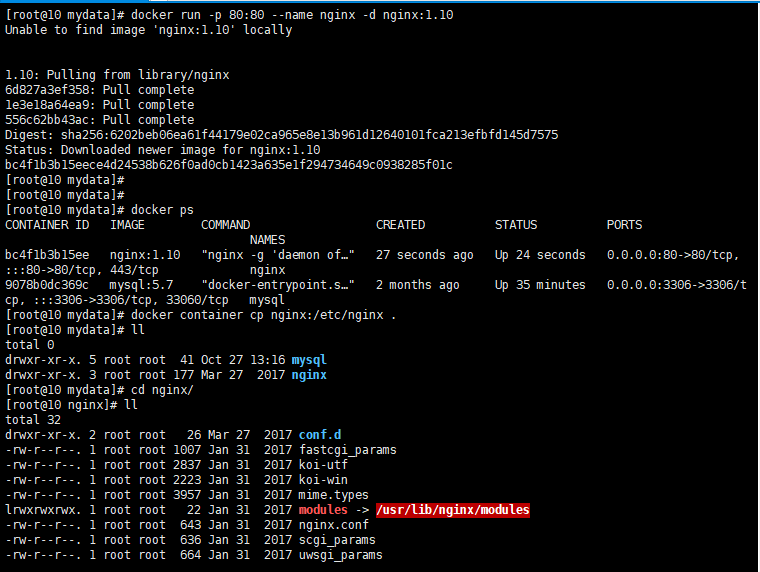 [root@10 mydata]# docker run -p 80:80 --name nginx -d nginx:1.10
Unable to find image 'nginx:1.10' locally
1.10: Pulling from library/nginx
6d827a3ef358: Pull complete
1e3e18a64ea9: Pull complete
556c62bb43ac: Pull complete
Digest: sha256:6202beb06ea61f44179e02ca965e8e13b961d12640101fca213efbfd145d7575
Status: Downloaded newer image for nginx:1.10
bc4f1b3b15eece4d24538b626f0ad0cb1423a635e1f294734649c0938285f01c
[root@10 mydata]#
[root@10 mydata]#
[root@10 mydata]# docker ps
CONTAINER ID   IMAGE        COMMAND                  CREATED          STATUS          PORTS
                                 NAMES
bc4f1b3b15ee   nginx:1.10   "nginx -g 'daemon of…"   27 seconds ago   Up 24 seconds   0.0.0.0:80->80/tcp,
:::80->80/tcp, 443/tcp            nginx
9078b0dc369c   mysql:5.7    "docker-entrypoint.s…"   2 months ago     Up 35 minutes   0.0.0.0:3306->3306/t
cp, :::3306->3306/tcp, 33060/tcp   mysql
[root@10 mydata]# docker container cp nginx:/etc/nginx .
[root@10 mydata]# ll
total 0
drwxr-xr-x. 5 root root  41 Oct 27 13:16 mysql
drwxr-xr-x. 3 root root 177 Mar 27  2017 nginx
[root@10 mydata]# cd nginx/
[root@10 nginx]# ll
total 32
drwxr-xr-x. 2 root root   26 Mar 27  2017 conf.d
-rw-r--r--. 1 root root 1007 Jan 31  2017 fastcgi_params
-rw-r--r--. 1 root root 2837 Jan 31  2017 koi-utf
-rw-r--r--. 1 root root 2223 Jan 31  2017 koi-win
-rw-r--r--. 1 root root 3957 Jan 31  2017 mime.types
lrwxrwxrwx. 1 root root   22 Jan 31  2017 modules -> /usr/lib/nginx/modules
-rw-r--r--. 1 root root  643 Jan 31  2017 nginx.conf
-rw-r--r--. 1 root root  636 Jan 31  2017 scgi_params
-rw-r--r--. 1 root root  664 Jan 31  2017 uwsgi_params